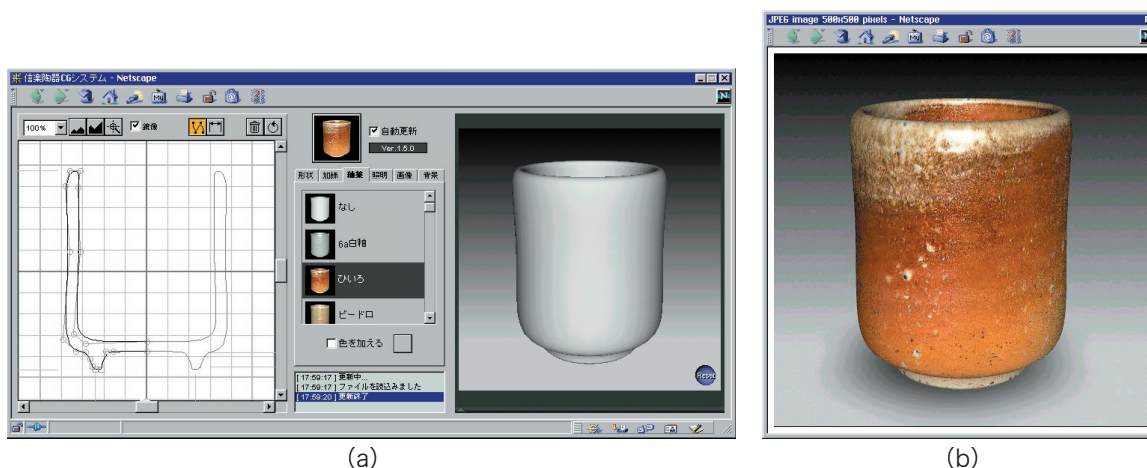 信楽陶器CGシステム - Netscape
100%
鏡像
自動更新
Ver.1.5.0
形状 加飾 釉薬 照明 画像 背景
なし
6a白釉
ひいろ
ビードロ
色を加える
[17:59:17]更新中...
[17:59:17]ファイルを読込みました
[17:59:20]更新終了
Reset
My
N
(a)
JPEG image 500x500 pixels - Netscape
My
N
(b)